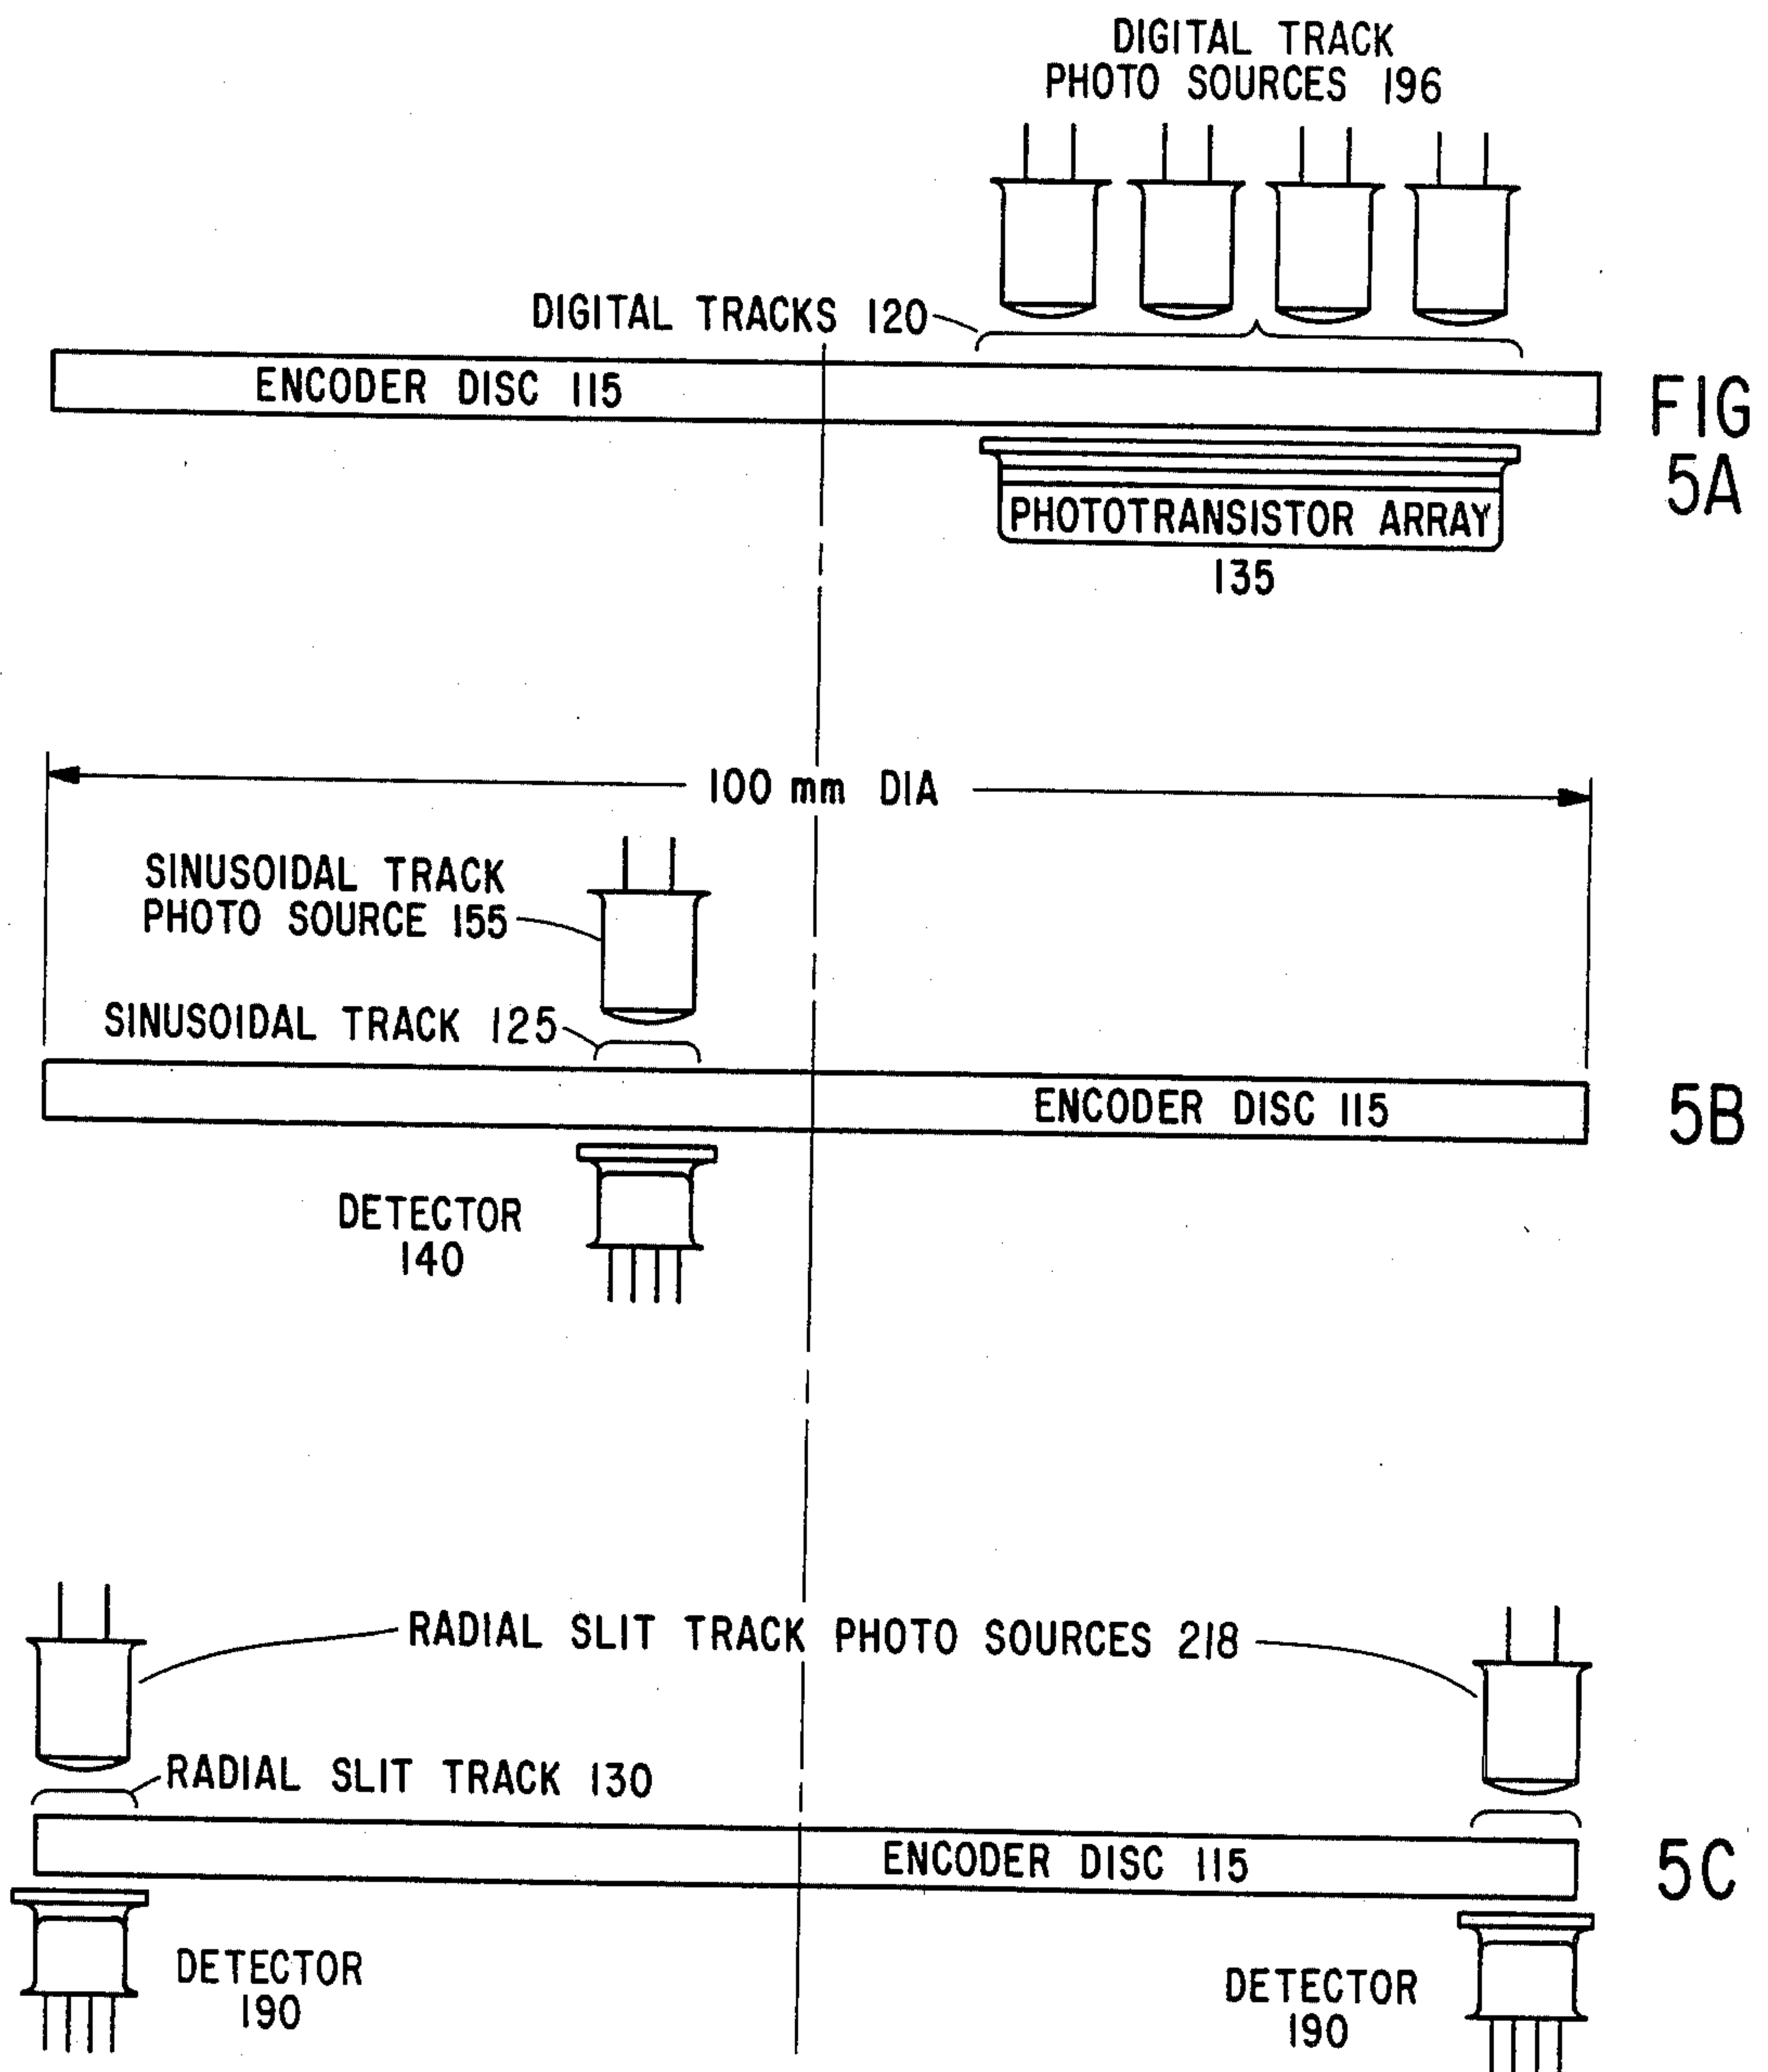 DIGITAL TRACK
PHOTO SOURCES 196
DIGITAL TRACKS 120
ENCODER DISC 115
FIG
5A
PHOTOTRANSISTOR ARRAY
135
100 mm DIA
SINUSOIDAL TRACK
PHOTO SOURCE 155
SINUSOIDAL TRACK 125
ENCODER DISC 115
5B
DETECTOR
140
RADIAL SLIT TRACK PHOTO SOURCES 218
RADIAL SLIT TRACK 130
ENCODER DISC 115
5C
DETECTOR
190
DETECTOR
190